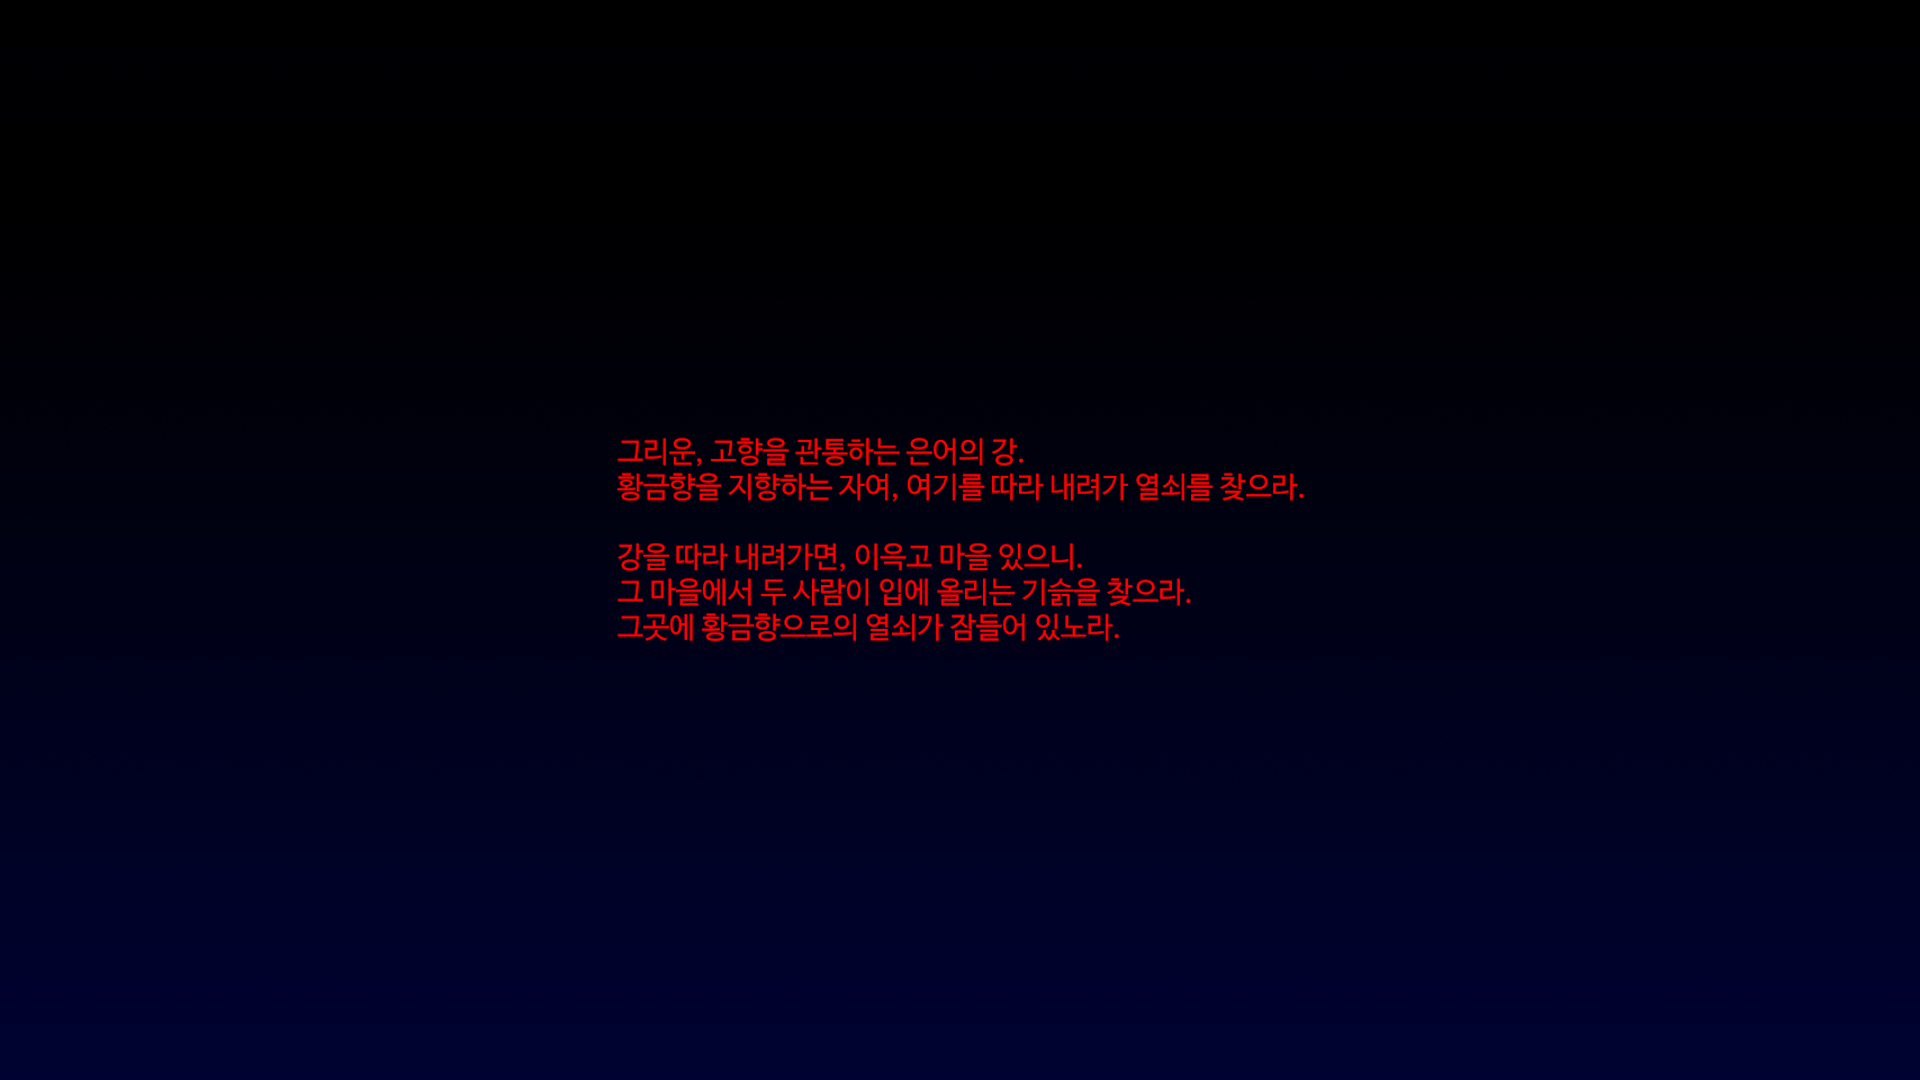 그리운, 고향을 관통하는 은어의 강.
황금향을 지향하는 자여, 여기를 따라 내려가 열쇠를 찾으라.
강을 따라 내려가면, 이윽고 마을 있으니.
그 마을에서 두 사람이 입에 올리는 기슭을 찾으라.
그곳에 황금향으로의 열쇠가 잠들어 있노라.